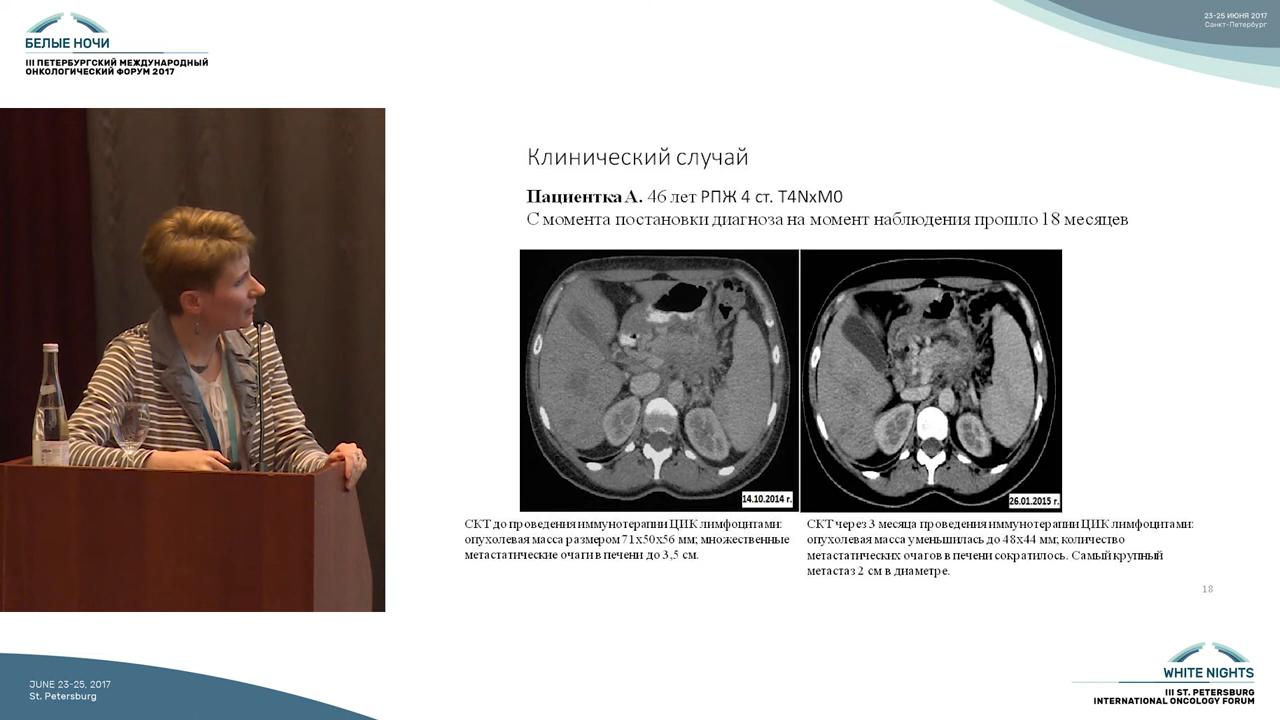 БЕЛЫЕ НОЧИ
III ПЕТЕРБУРГСКИЙ МЕЖДУНАРОДНЫЙ
ОНКОЛОГИЧЕСКИЙ ФОРУМ 2017
23-25 ИЮНЯ 2017
Санкт-Петербург
Клинический случай
Пациентка А. 46 лет РПЖ 4 ст. T4NxM0
С момента постановки диагноза на момент наблюдения прошло 18 месяцев
14.10.2014 г.
26.01.2015 г.
СКТ до проведения иммунотерапии ЦИК лимфоцитами:
опухолевая масса размером 71х50х56 мм; множественные
метастатические очаги в печени до 3,5 см.
СКТ через 3 месяца проведения иммунотерапии ЦИК лимфоцитами:
опухолевая масса уменьшилась до 48х44 мм; количество
метастатических очагов в печени сократилось. Самый крупный
метастаз 2 см в диаметре.
18
JUNE 23-25, 2017
St. Petersburg
WHITE NIGHTS
III ST. PETERSBURG
INTERNATIONAL ONCOLOGY FORUM